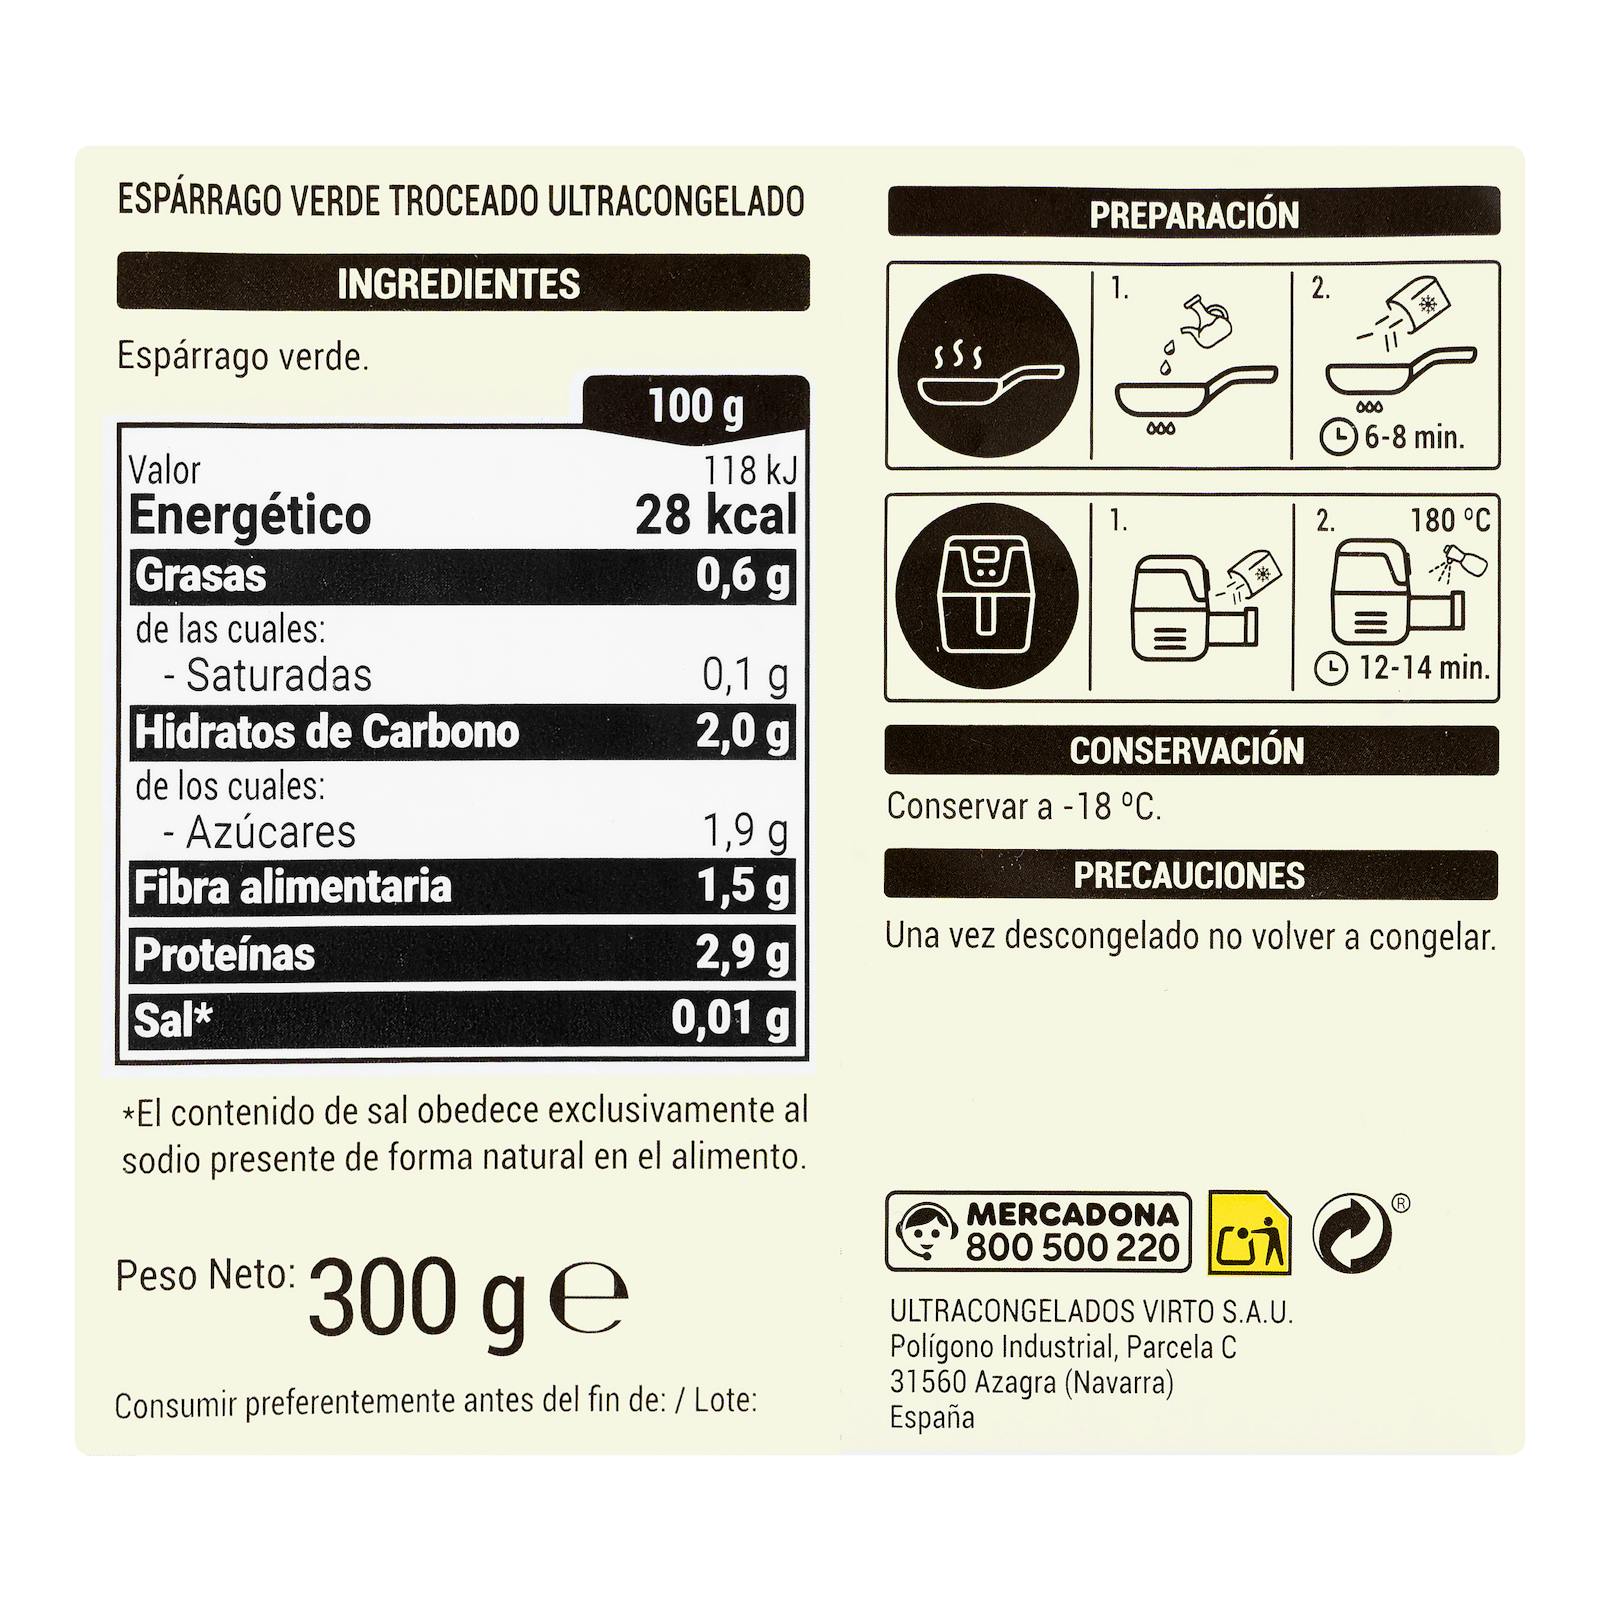 ESPÁRRAGO VERDE TROCEADO ULTRACONGELADO
INGREDIENTES
Espárrago verde.
100 g
Valor 118 kJ
Energético 28 kcal
Grasas 0,6 g
de las cuales:
- Saturadas 0,1 g
Hidratos de Carbono 2,0 g
de los cuales:
- Azúcares 1,9 g
Fibra alimentaria 1,5 g
Proteínas 2,9 g
Sal* 0,01 g
*El contenido de sal obedece exclusivamente al
sodio presente de forma natural en el alimento.
Peso Neto: 300 g ℮
Consumir preferentemente antes del fin de: / Lote:
PREPARACIÓN
1. 2.
6-8 min.
1. 2. 180 ºC
12-14 min.
CONSERVACIÓN
Conservar a -18 ºC.
PRECAUCIONES
Una vez descongelado no volver a congelar.
MERCADONA
800 500 220
®
ULTRACONGELADOS VIRTO S.A.U.
Polígono Industrial, Parcela C
31560 Azagra (Navarra)
España